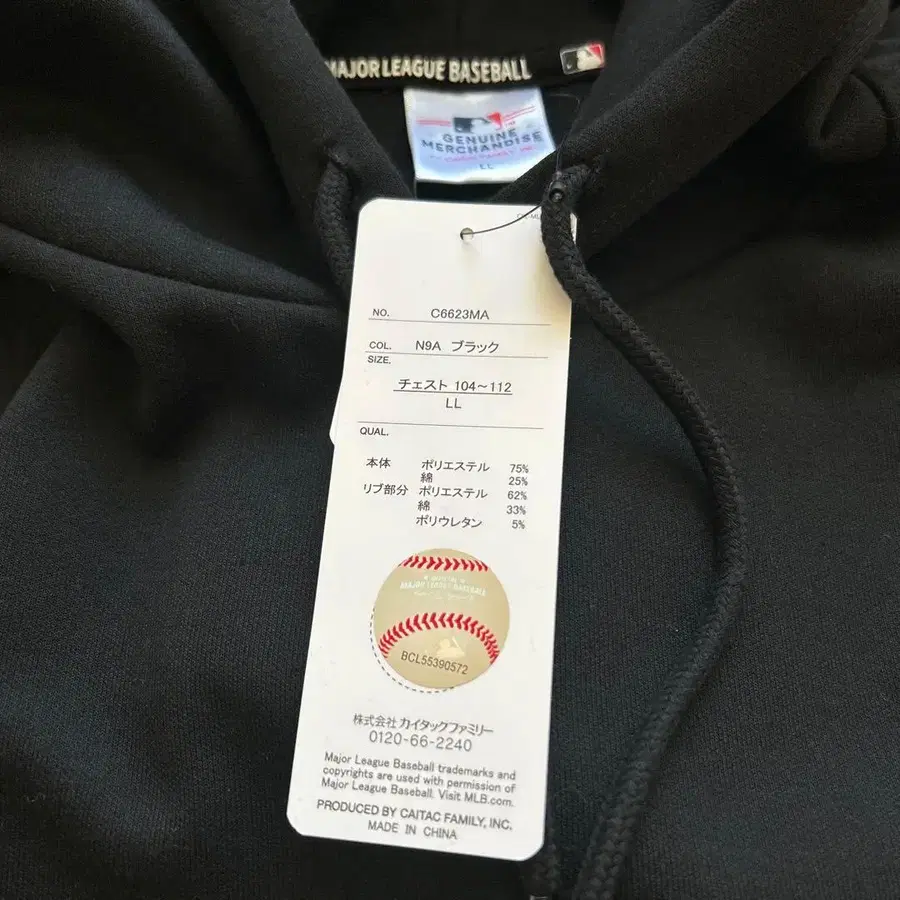 MAJOR LEAGUE BASEBALL
GENUINE
MERCHANDISE
LL
NO. C6623MA
COL. N9A ブラック
SIZE.
チェスト 104～112
LL
QUAL.
本体 ポリエステル 75%
綿 25%
リブ部分 ポリエステル 62%
綿 33%
ポリウレタン 5%
MAJOR LEAGUE BASEBALL
BCL55390572
株式会社 カイタックファミリー
0120-66-2240
Major League Baseball trademarks and
copyrights are used with permission of
Major League Baseball. Visit MLB.com.
PRODUCED BY CAITAC FAMILY, INC.
MADE IN CHINA